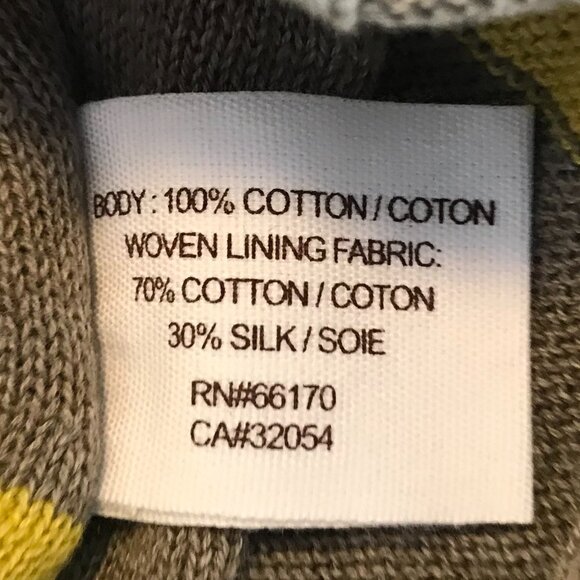 BODY : 100% COTTON / COTON
WOVEN LINING FABRIC:
70% COTTON / COTON
30% SILK / SOIE
RN#66170
CA#32054